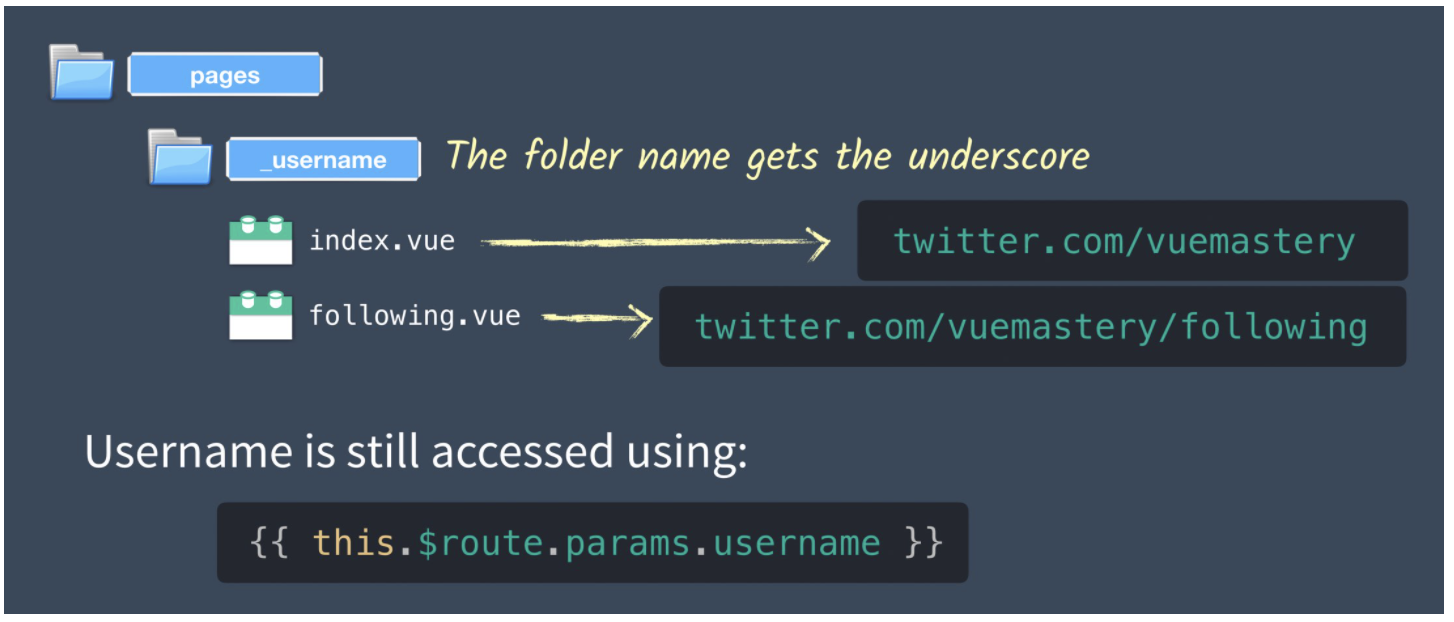 pages
_username The folder name gets the underscore
index.vue twitter.com/vuemastery
following.vue twitter.com/vuemastery/following
Username is still accessed using:
{{ this.$route.params.username }}